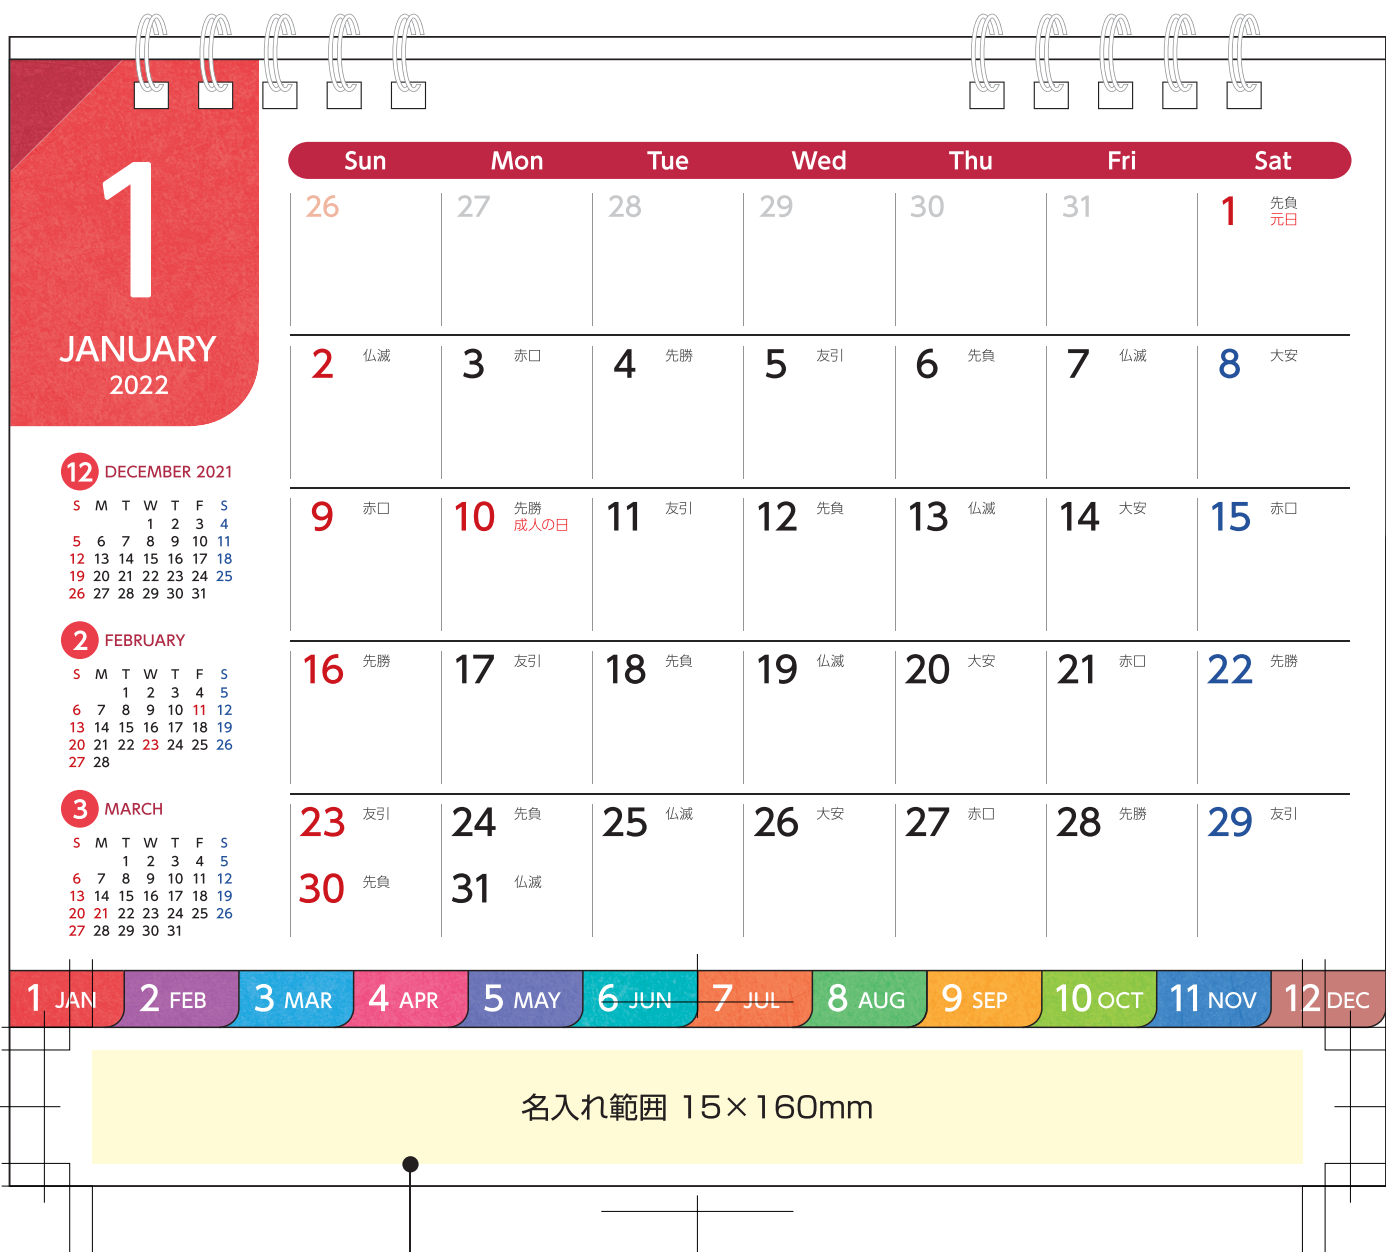 1
JANUARY
2022
Sun Mon Tue Wed Thu Fri Sat
26 27 28 29 30 31 1 先負
元日
2 仏滅 3 赤口 4 先勝 5 友引 6 先負 7 仏滅 8 大安
9 赤口 10 先勝 11 友引 12 先負 13 仏滅 14 大安 15 赤口
成人の日
16 先勝 17 友引 18 先負 19 仏滅 20 大安 21 赤口 22 先勝
23 友引 24 先負 25 仏滅 26 大安 27 赤口 28 先勝 29 友引
30 先負 31 仏滅
12 DECEMBER 2021
S M T W T F S
1 2 3 4
5 6 7 8 9 10 11
12 13 14 15 16 17 18
19 20 21 22 23 24 25
26 27 28 29 30 31
2 FEBRUARY
S M T W T F S
1 2 3 4 5
6 7 8 9 10 11 12
13 14 15 16 17 18 19
20 21 22 23 24 25 26
27 28
3 MARCH
S M T W T F S
1 2 3 4 5
6 7 8 9 10 11 12
13 14 15 16 17 18 19
20 21 22 23 24 25 26
27 28 29 30 31
1 JAN 2 FEB 3 MAR 4 APR 5 MAY 6 JUN 7 JUL 8 AUG 9 SEP 10 OCT 11 NOV 12 DEC
名入れ範囲 15×160mm